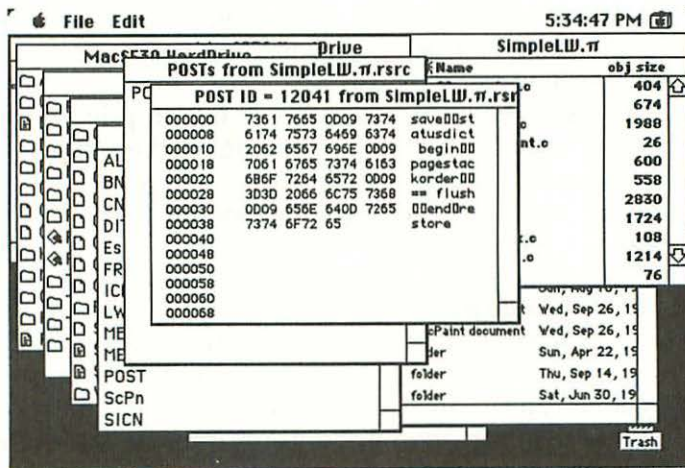 File Edit 5:34:47 PM
SimpleLW.π
POSTs from SimpleLW.π.rsrc
Name obj size
POST ID = 12041 from SimpleLW.π.rsr
000000 7361 7665 0D09 7374 save▯▯st
000008 6174 7573 6469 6374 atusdict
000010 2062 6567 696E 0D09 begin▯▯
000018 7061 6765 7374 6163 pagestac
000020 6B6F 7264 6572 0D09 korder▯▯
000028 3D3D 2066 6C75 7368 == flush
000030 0D09 656E 640D 7265 ▯▯end▯re
000038 7374 6F72 65 store
000040
000048
000050
000058
000060
000068
404
674
1988
26
600
558
2830
1724
108
1214
76
AL
BN
CN
DIT
Es
FR
ICI
LW
ME
ME
POST
ScPn
SICN
Wed, Sep 26, 19
cPaint document Wed, Sep 26, 19
der Sun, Apr 22, 19
folder Thu, Sep 14, 19
folder Sat, Jun 30, 19
Trash